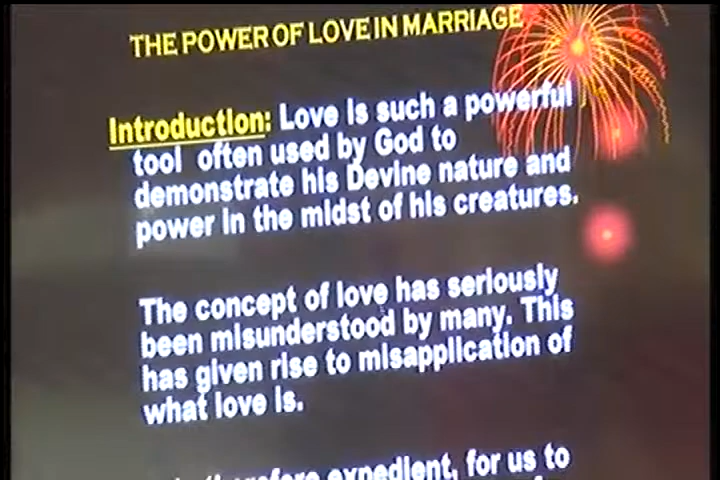 THE POWER OF LOVE IN MARRIAGE
Introduction: Love is such a powerful
tool often used by God to
demonstrate his Devine nature and
power in the midst of his creatures.
The concept of love has seriously
been misunderstood by many. This
has given rise to misapplication of
what love is.
therefore expedient, for us to